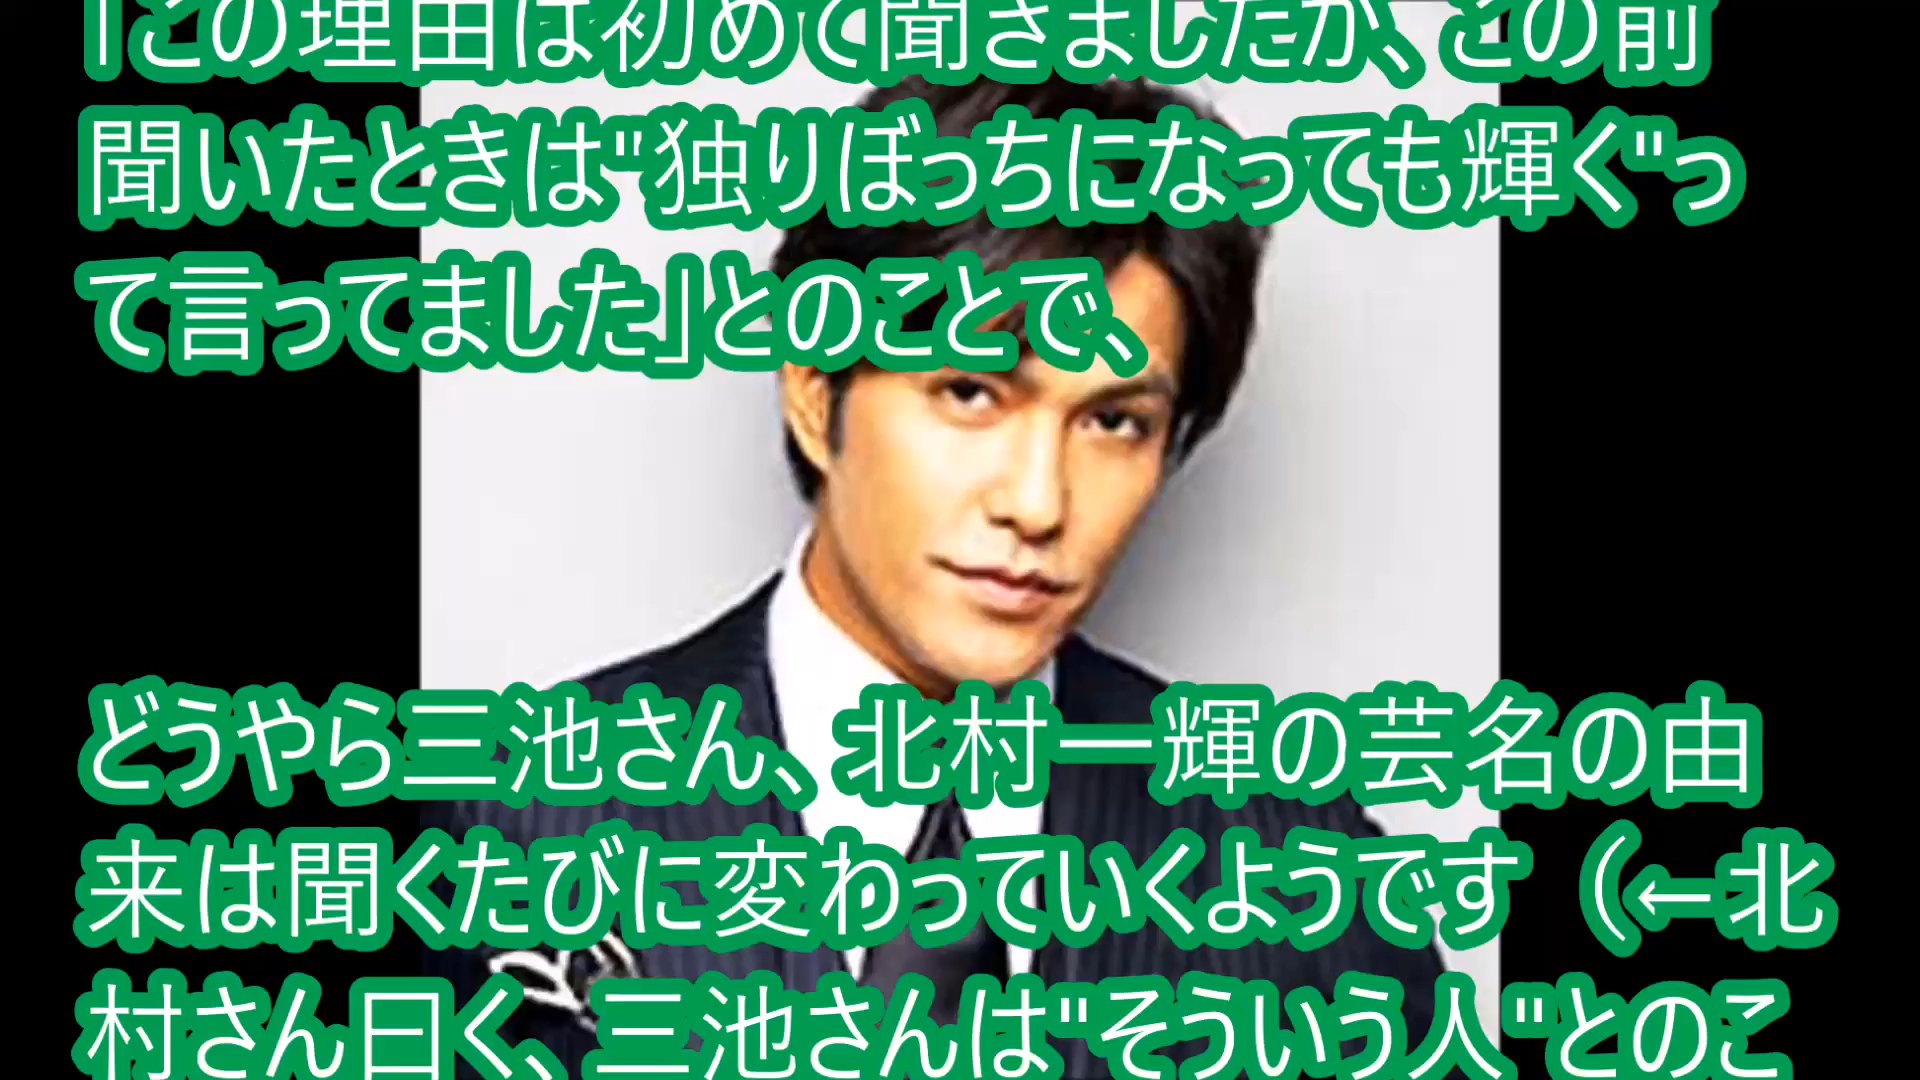 「この理由は初めて聞きましたが、この前
聞いたときは"独りぼっちになっても輝く"っ
て言ってました」とのことで、
どうやら三池さん、北村一輝の芸名の由
来は聞くたびに変わっていくようです（←北
村さん曰く、三池さんは"そういう人"とのこ